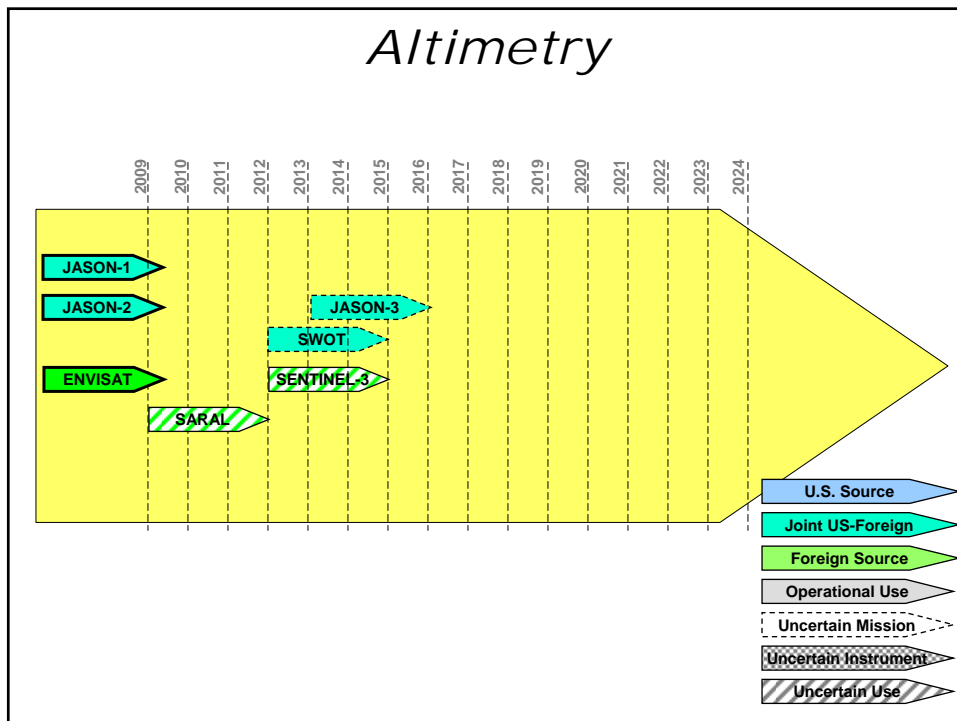 Altimetry
2009 2010 2011 2012 2013 2014 2015 2016 2017 2018 2019 2020 2021 2022 2023 2024
JASON-1
JASON-2
JASON-3
SWOT
ENVISAT
SENTINEL-3
SARAL
U.S. Source
Joint US-Foreign
Foreign Source
Operational Use
Uncertain Mission
Uncertain Instrument
Uncertain Use